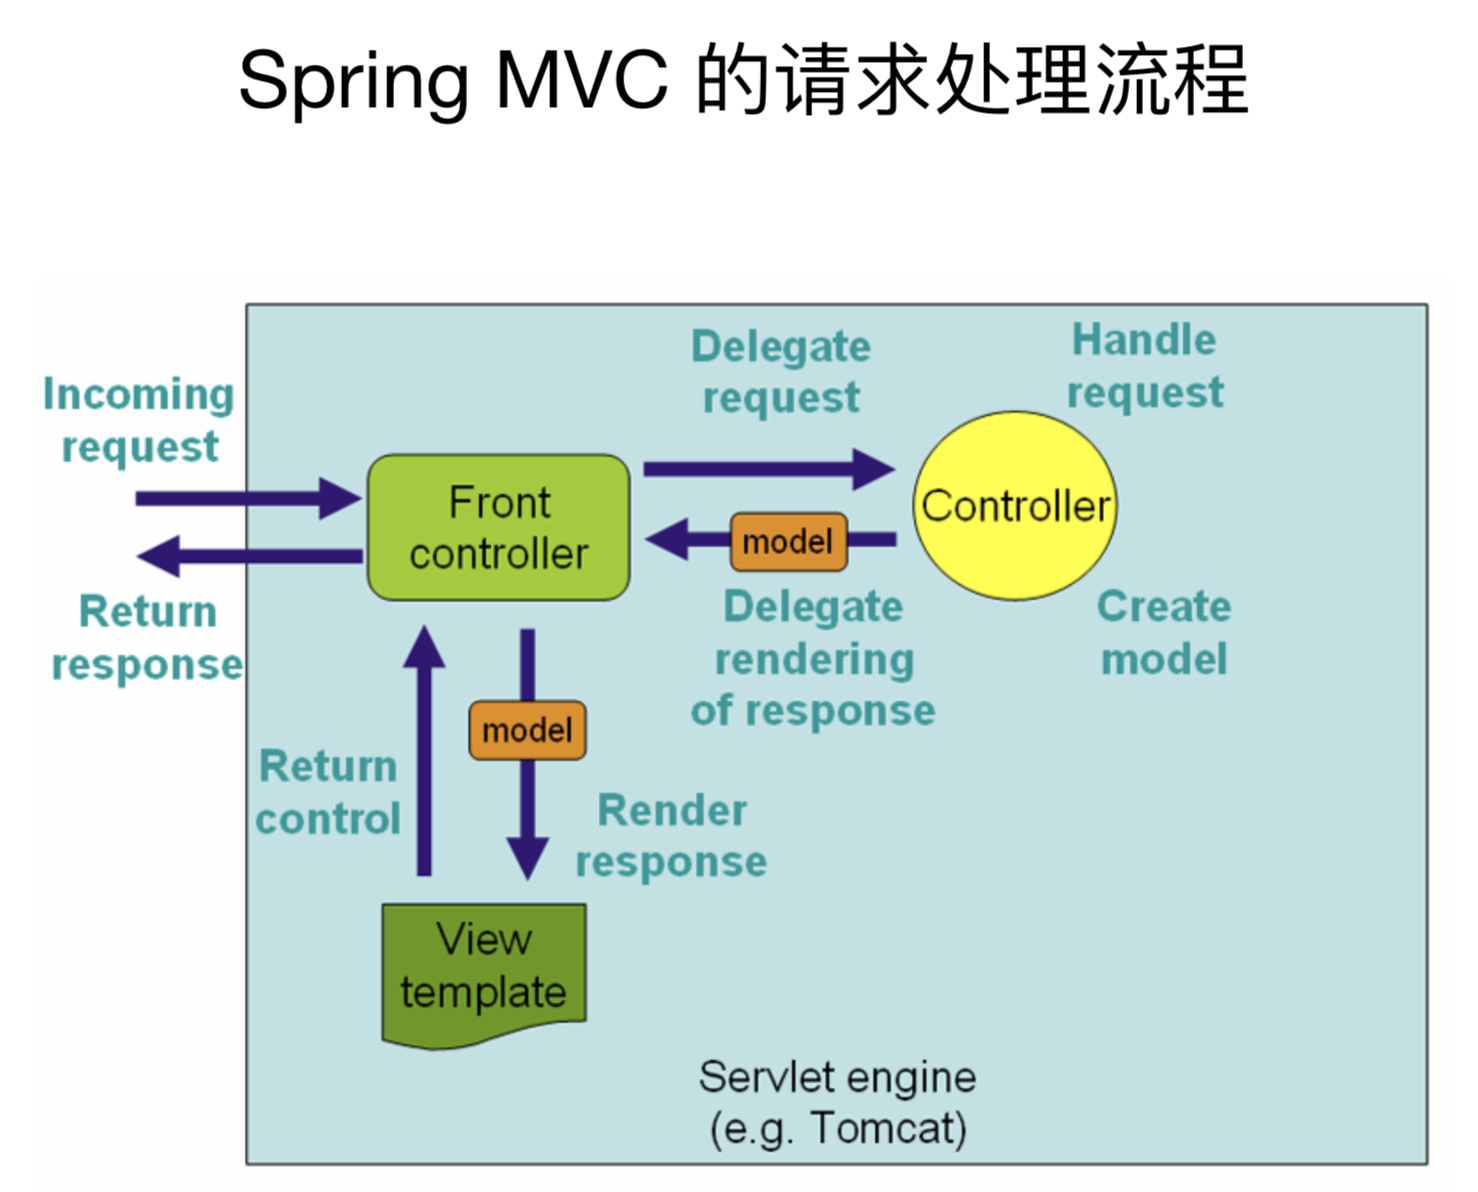 Spring MVC 的请求处理流程
Incoming
request
Return
response
Front
controller
Delegate
request
Handle
request
Controller
model
Delegate
rendering
of response
Create
model
Return
control
model
Render
response
View
template
Servlet engine
(e.g. Tomcat)